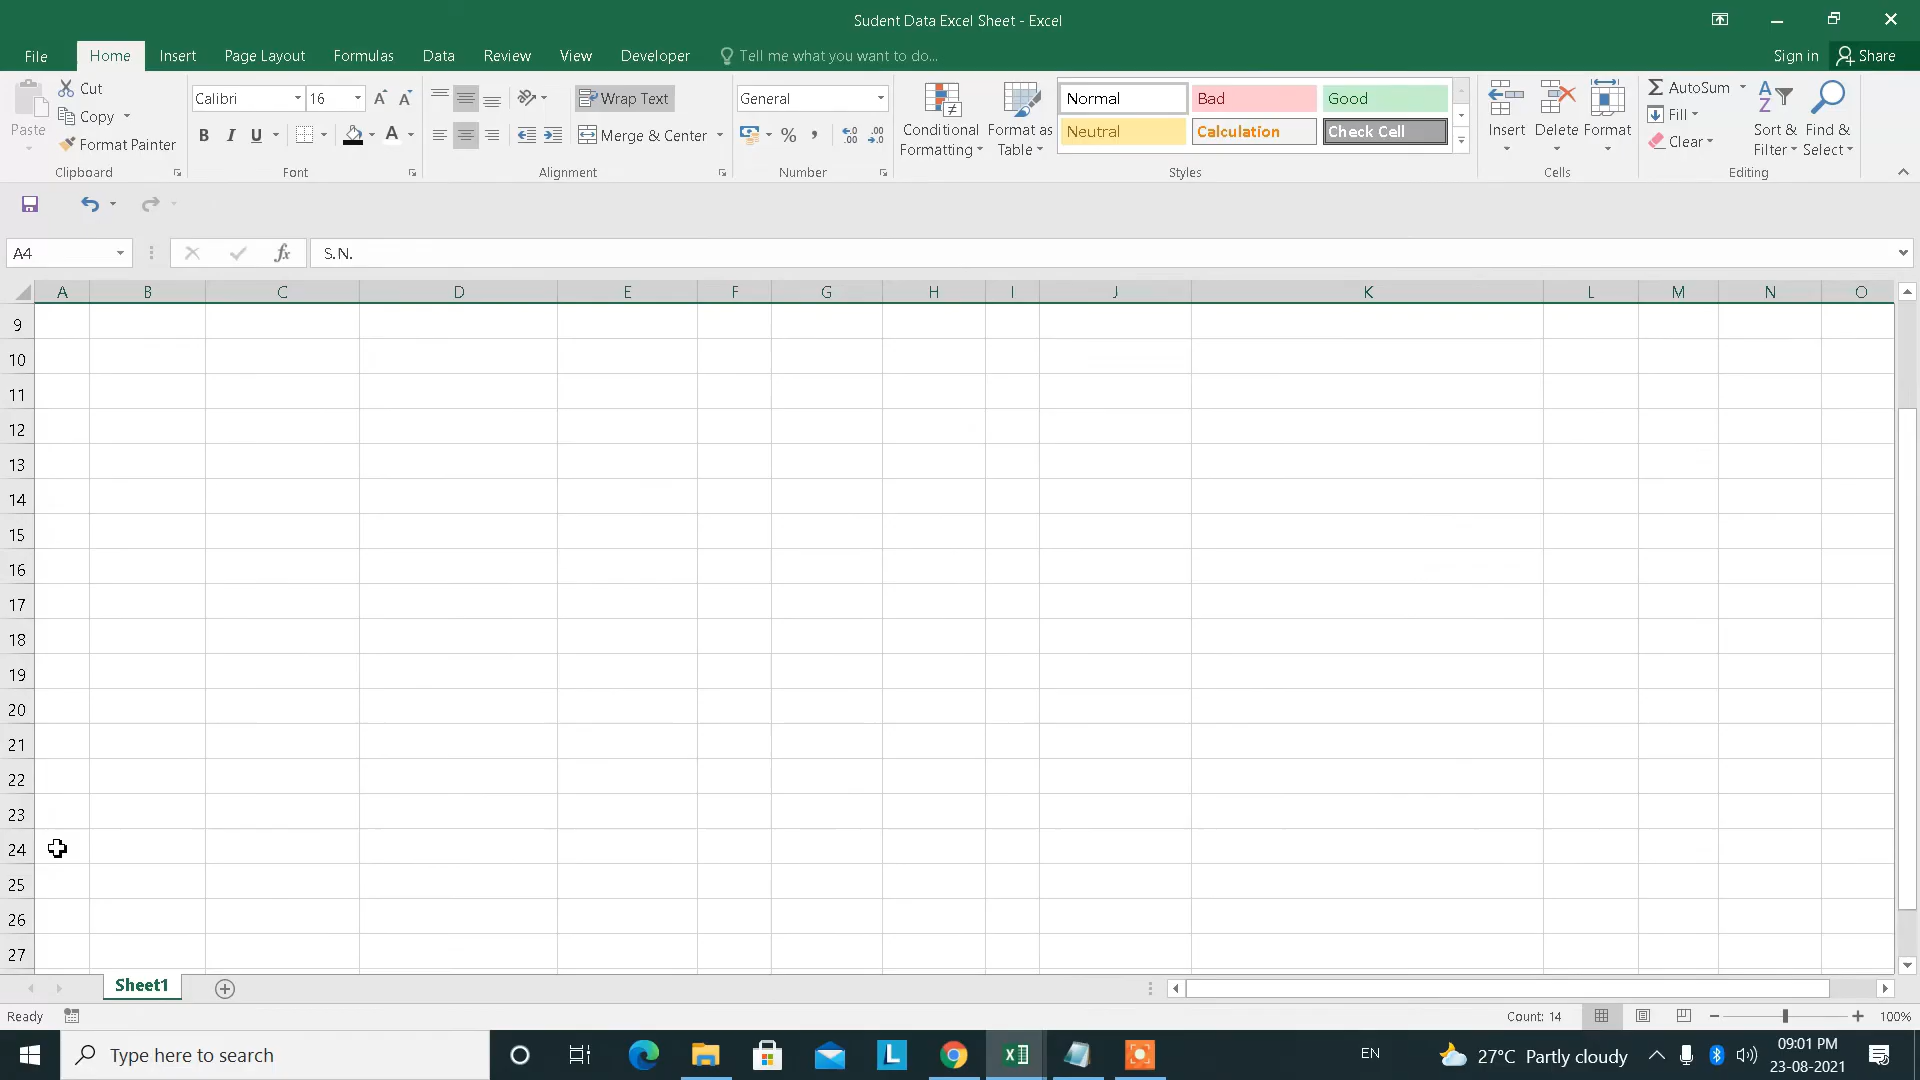 Sudent Data Excel Sheet - Excel
File Home Insert Page Layout Formulas Data Review View Developer Tell me what you want to do... Sign in Share
Paste
Cut
Copy
Format Painter
Clipboard
Calibri 16
B I U
Font
Wrap Text
Merge & Center
Alignment
General
Number
Conditional Formatting
Format as Table
Normal Bad Good
Neutral Calculation Check Cell
Styles
Insert Delete Format
Cells
AutoSum
Fill
Clear
Sort & Filter
Find & Select
Editing
A4 fx S.N.
A B C D E F G H I J K L M N O
9
10
11
12
13
14
15
16
17
18
19
20
21
22
23
24
25
26
27
Sheet1
Ready Count: 14 100%
Type here to search EN 27°C Partly cloudy 09:01 PM
23-08-2021